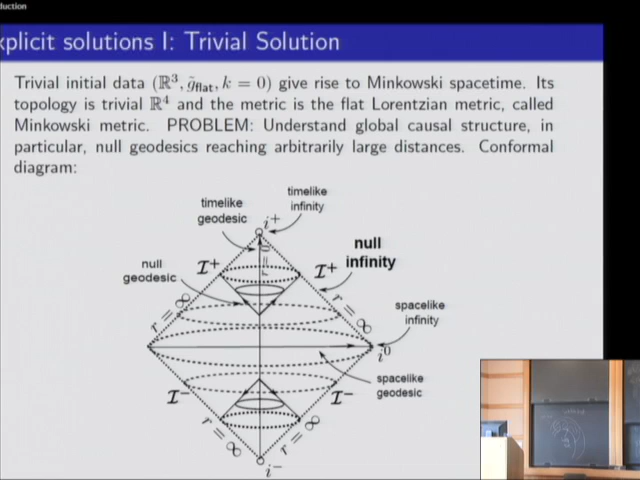 duction
xplicit solutions I: Trivial Solution
Trivial initial data (ℝ³, g̃flat, k = 0) give rise to Minkowski spacetime. Its
topology is trivial ℝ⁴ and the metric is the flat Lorentzian metric, called
Minkowski metric. PROBLEM: Understand global causal structure, in
particular, null geodesics reaching arbitrarily large distances. Conformal
diagram:
timelike
infinity
timelike
geodesic
i⁺
r=0
null
infinity
null
geodesic
I⁺
I⁺
r = ∞
r = ∞
spacelike
infinity
i⁰
spacelike
geodesic
I⁻
I⁻
r = ∞
r = ∞
i⁻